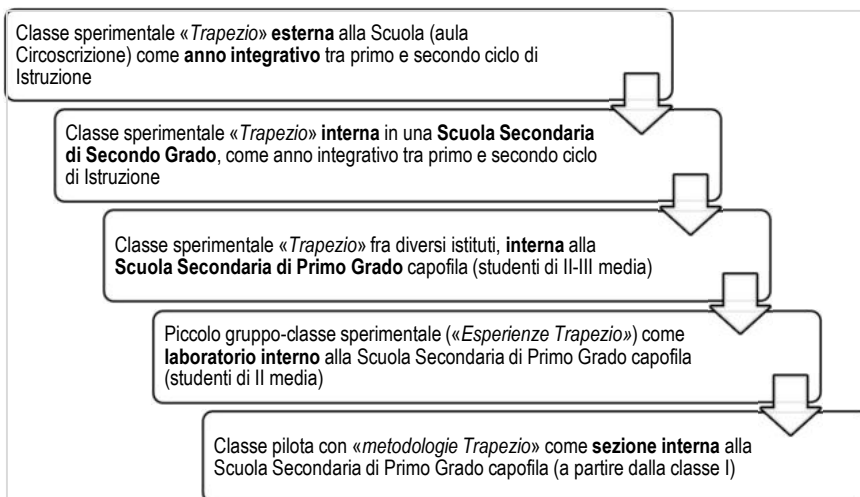 Classe sperimentale «Trapezio» esterna alla Scuola (aula
Circoscrizione) come anno integrativo tra primo e secondo ciclo di
Istruzione
Classe sperimentale «Trapezio» interna in una Scuola Secondaria
di Secondo Grado, come anno integrativo tra primo e secondo ciclo
di Istruzione
Classe sperimentale «Trapezio» fra diversi istituti, interna alla
Scuola Secondaria di Primo Grado capofila (studenti di II-III media)
Piccolo gruppo-classe sperimentale («Esperienze Trapezio») come
laboratorio interno alla Scuola Secondaria di Primo Grado capofila
(studenti di II media)
Classe pilota con «metodologie Trapezio» come sezione interna alla
Scuola Secondaria di Primo Grado capofila (a partire dalla classe I)